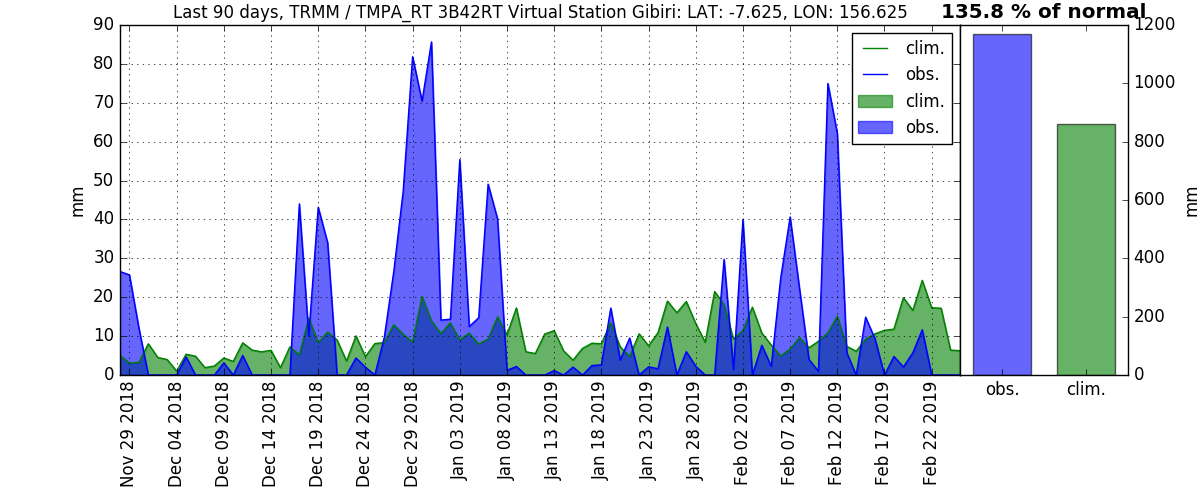 Last 90 days, TRMM / TMPA_RT 3B42RT Virtual Station Gibiri: LAT: -7.625, LON: 156.625
135.8 % of normal
90
80
70
60
50
40
30
20
10
0
mm
clim.
obs.
clim.
obs.
Nov 29 2018
Dec 04 2018
Dec 09 2018
Dec 14 2018
Dec 19 2018
Dec 24 2018
Dec 29 2018
Jan 03 2019
Jan 08 2019
Jan 13 2019
Jan 18 2019
Jan 23 2019
Jan 28 2019
Feb 02 2019
Feb 07 2019
Feb 12 2019
Feb 17 2019
Feb 22 2019
1200
1000
800
600
400
200
0
mm
obs.
clim.